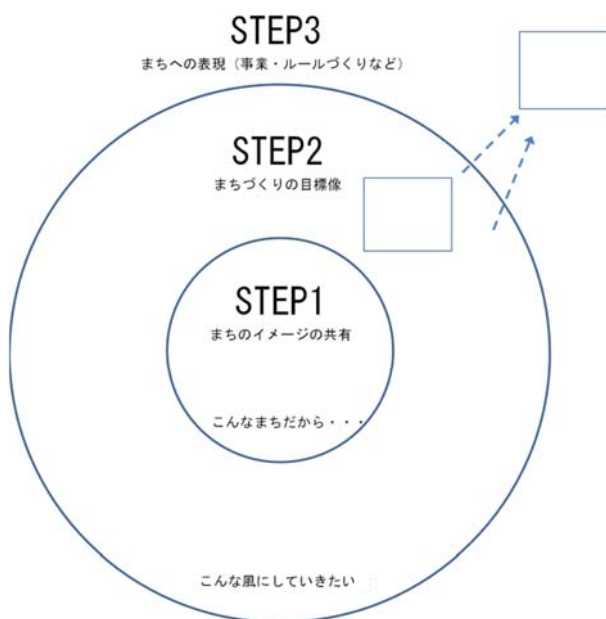 STEP3
まちへの表現（事業・ルールづくりなど）
STEP2
まちづくりの目標像
STEP1
まちのイメージの共有
こんなまちだから・・・
こんな風にしていきたい